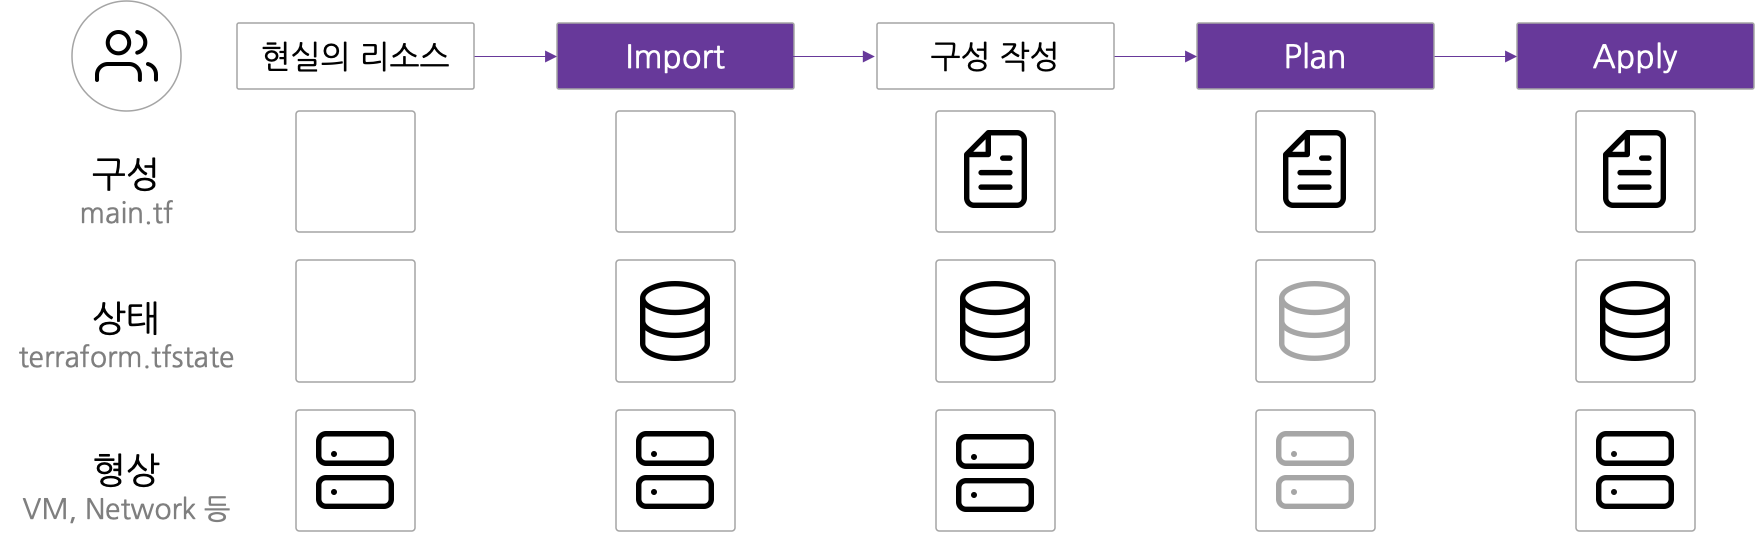 현실의 리소스
Import
구성 작성
Plan
Apply
구성
main.tf
상태
terraform.tfstate
형상
VM, Network 등